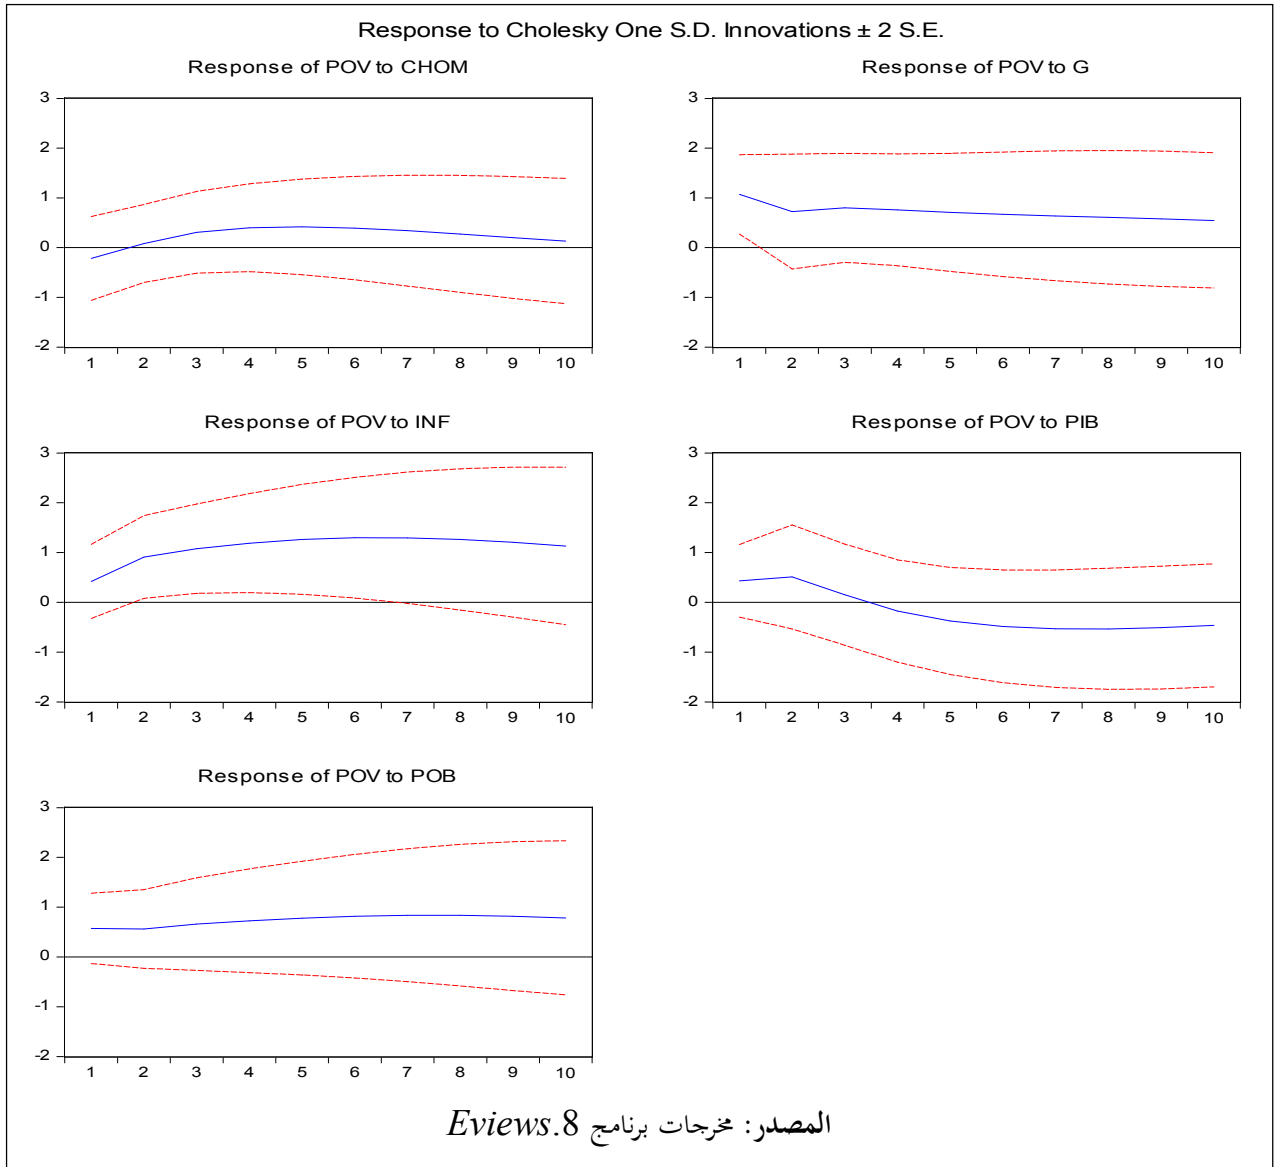 Response to Cholesky One S.D. Innovations ± 2 S.E.
Response of POV to CHOM
3
2
1
0
-1
-2
1 2 3 4 5 6 7 8 9 10
Response of POV to G
3
2
1
0
-1
-2
1 2 3 4 5 6 7 8 9 10
Response of POV to INF
3
2
1
0
-1
-2
1 2 3 4 5 6 7 8 9 10
Response of POV to PIB
3
2
1
0
-1
-2
1 2 3 4 5 6 7 8 9 10
Response of POV to POB
3
2
1
0
-1
-2
1 2 3 4 5 6 7 8 9 10
المصدر: مخرجات برنامج Eviews.8